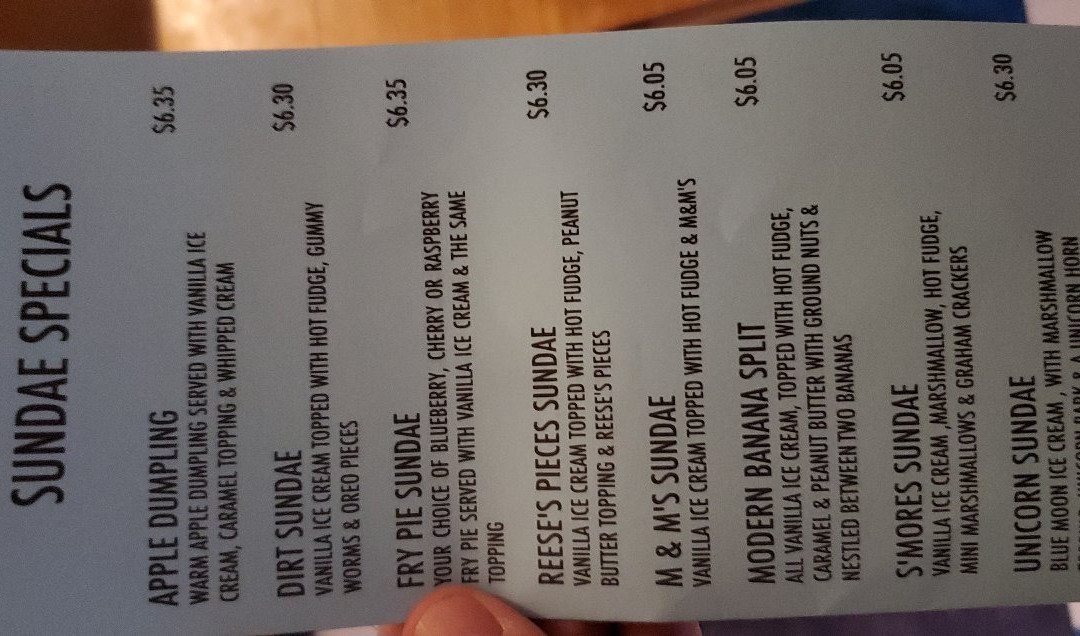 SUNDAE SPECIALS
APPLE DUMPLING $6.35
WARM APPLE DUMPLING SERVED WITH VANILLA ICE
CREAM, CARAMEL TOPPING & WHIPPED CREAM
DIRT SUNDAE $6.30
VANILLA ICE CREAM TOPPED WITH HOT FUDGE, GUMMY
WORMS & OREO PIECES
FRY PIE SUNDAE $6.35
YOUR CHOICE OF BLUEBERRY, CHERRY OR RASPBERRY
FRY PIE SERVED WITH VANILLA ICE CREAM & THE SAME
TOPPING
REESE'S PIECES SUNDAE $6.30
VANILLA ICE CREAM TOPPED WITH HOT FUDGE, PEANUT
BUTTER TOPPING & REESE'S PIECES
M & M'S SUNDAE $6.05
VANILLA ICE CREAM TOPPED WITH HOT FUDGE & M&M'S
MODERN BANANA SPLIT $6.05
ALL VANILLA ICE CREAM, TOPPED WITH HOT FUDGE,
CARAMEL & PEANUT BUTTER WITH GROUND NUTS &
NESTLED BETWEEN TWO BANANAS
S'MORES SUNDAE $6.05
VANILLA ICE CREAM ,MARSHMALLOW, HOT FUDGE,
MINI MARSHMALLOWS & GRAHAM CRACKERS
UNICORN SUNDAE $6.30
BLUE MOON ICE CREAM , WITH MARSHMALLOW
& A UNICORN HORN